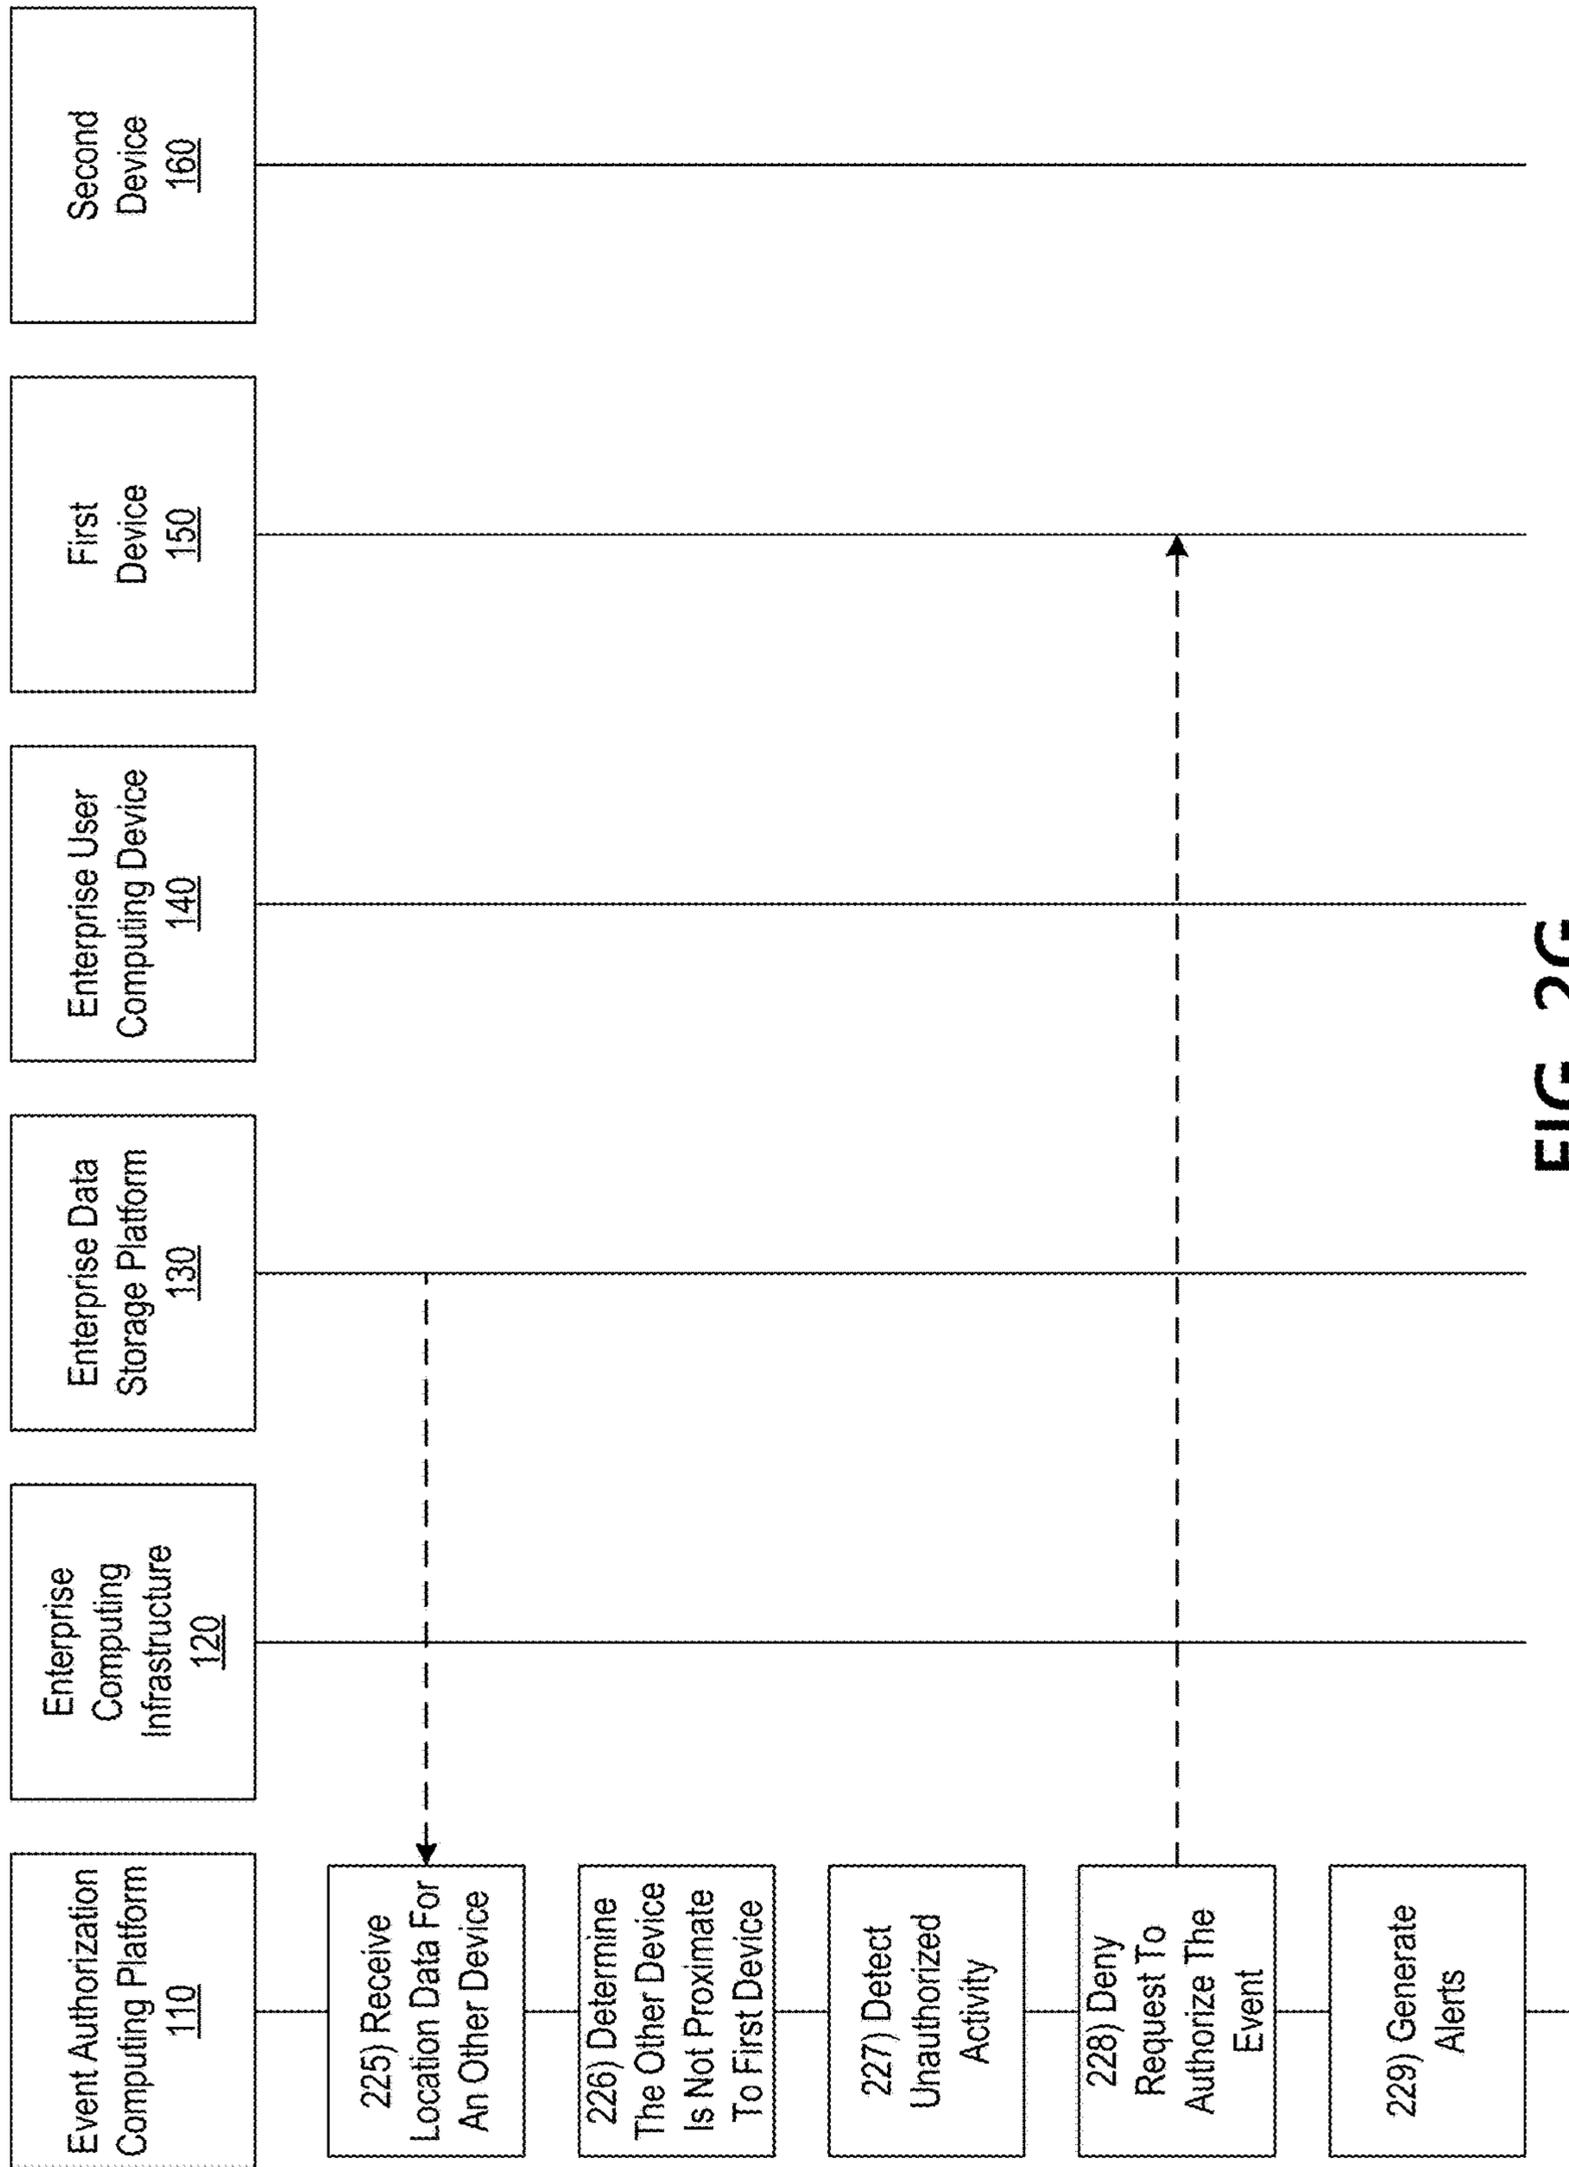 Event Authorization
Computing Platform
110
Enterprise
Computing
Infrastructure
120
Enterprise Data
Storage Platform
130
Enterprise User
Computing Device
140
First
Device
150
Second
Device
160
225) Receive
Location Data For
An Other Device
226) Determine
The Other Device
Is Not Proximate
To First Device
227) Detect
Unauthorized
Activity
228) Deny
Request To
Authorize The
Event
229) Generate
Alerts
FIG. 2G